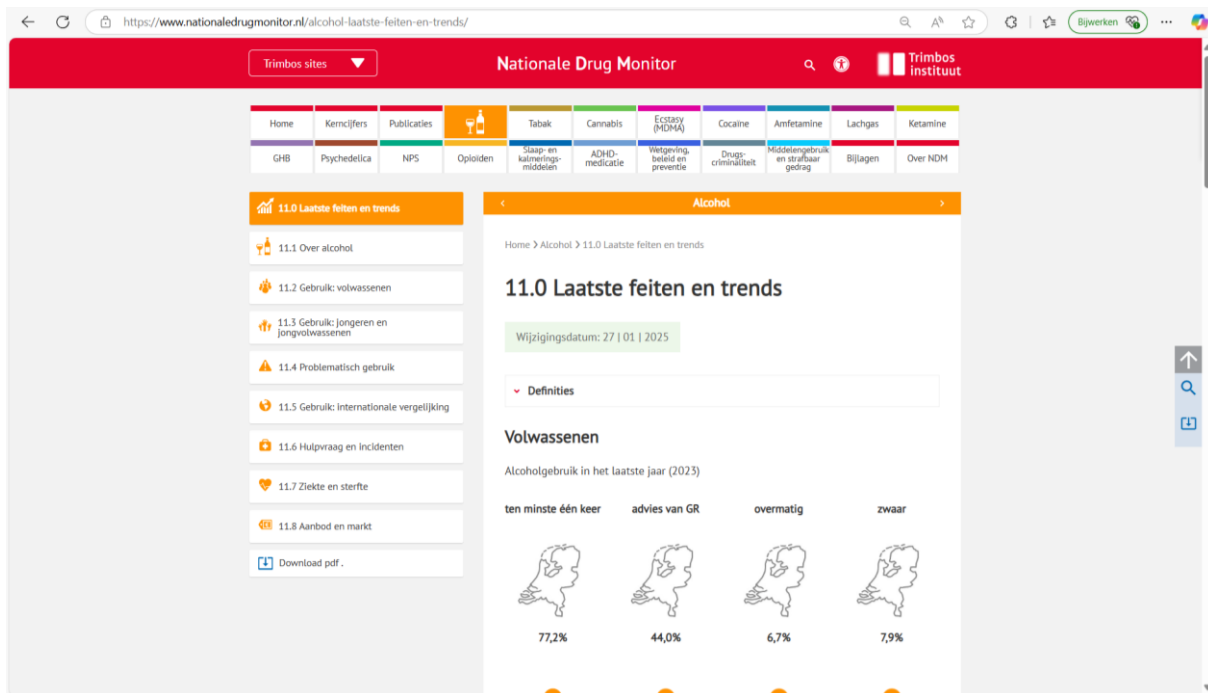 https://www.nationaledrugmonitor.nl/alcohol-laatste-feiten-en-trends/
Bijwerken
Trimbos sites
Nationale Drug Monitor
Trimbos
instituut
Home
Kerncijfers
Publicaties
Tabak
Cannabis
Ecstasy
(MDMA)
Cocaïne
Amfetamine
Lachgas
Ketamine
GHB
Psychedelica
NPS
Opioïden
Slaap- en
kalmerings-
middelen
ADHD-
medicatie
Wetgeving,
beleid en
preventie
Drugs-
criminaliteit
Middelengebruik
en strafbaar
gedrag
Bijlagen
Over NDM
11.0 Laatste feiten en trends
11.1 Over alcohol
11.2 Gebruik: volwassenen
11.3 Gebruik: jongeren en
jongvolwassenen
11.4 Problematisch gebruik
11.5 Gebruik: internationale vergelijking
11.6 Hulpvraag en incidenten
11.7 Ziekte en sterfte
11.8 Aanbod en markt
Download pdf .
Alcohol
Home > Alcohol > 11.0 Laatste feiten en trends
11.0 Laatste feiten en trends
Wijzigingsdatum: 27 | 01 | 2025
Definities
Volwassenen
Alcoholgebruik in het laatste jaar (2023)
ten minste één keer advies van GR overmatig zwaar
77,2% 44,0% 6,7% 7,9%